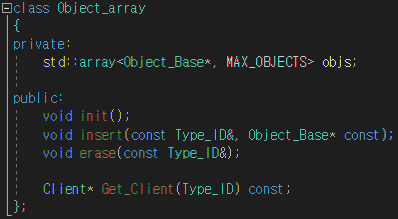 class Object_array
{
private:
    std::array<Object_Base*, MAX_OBJECTS> objs;

public:
    void init();
    void insert(const Type_ID&, Object_Base* const);
    void erase(const Type_ID&);

    Client* Get_Client(Type_ID) const;
};